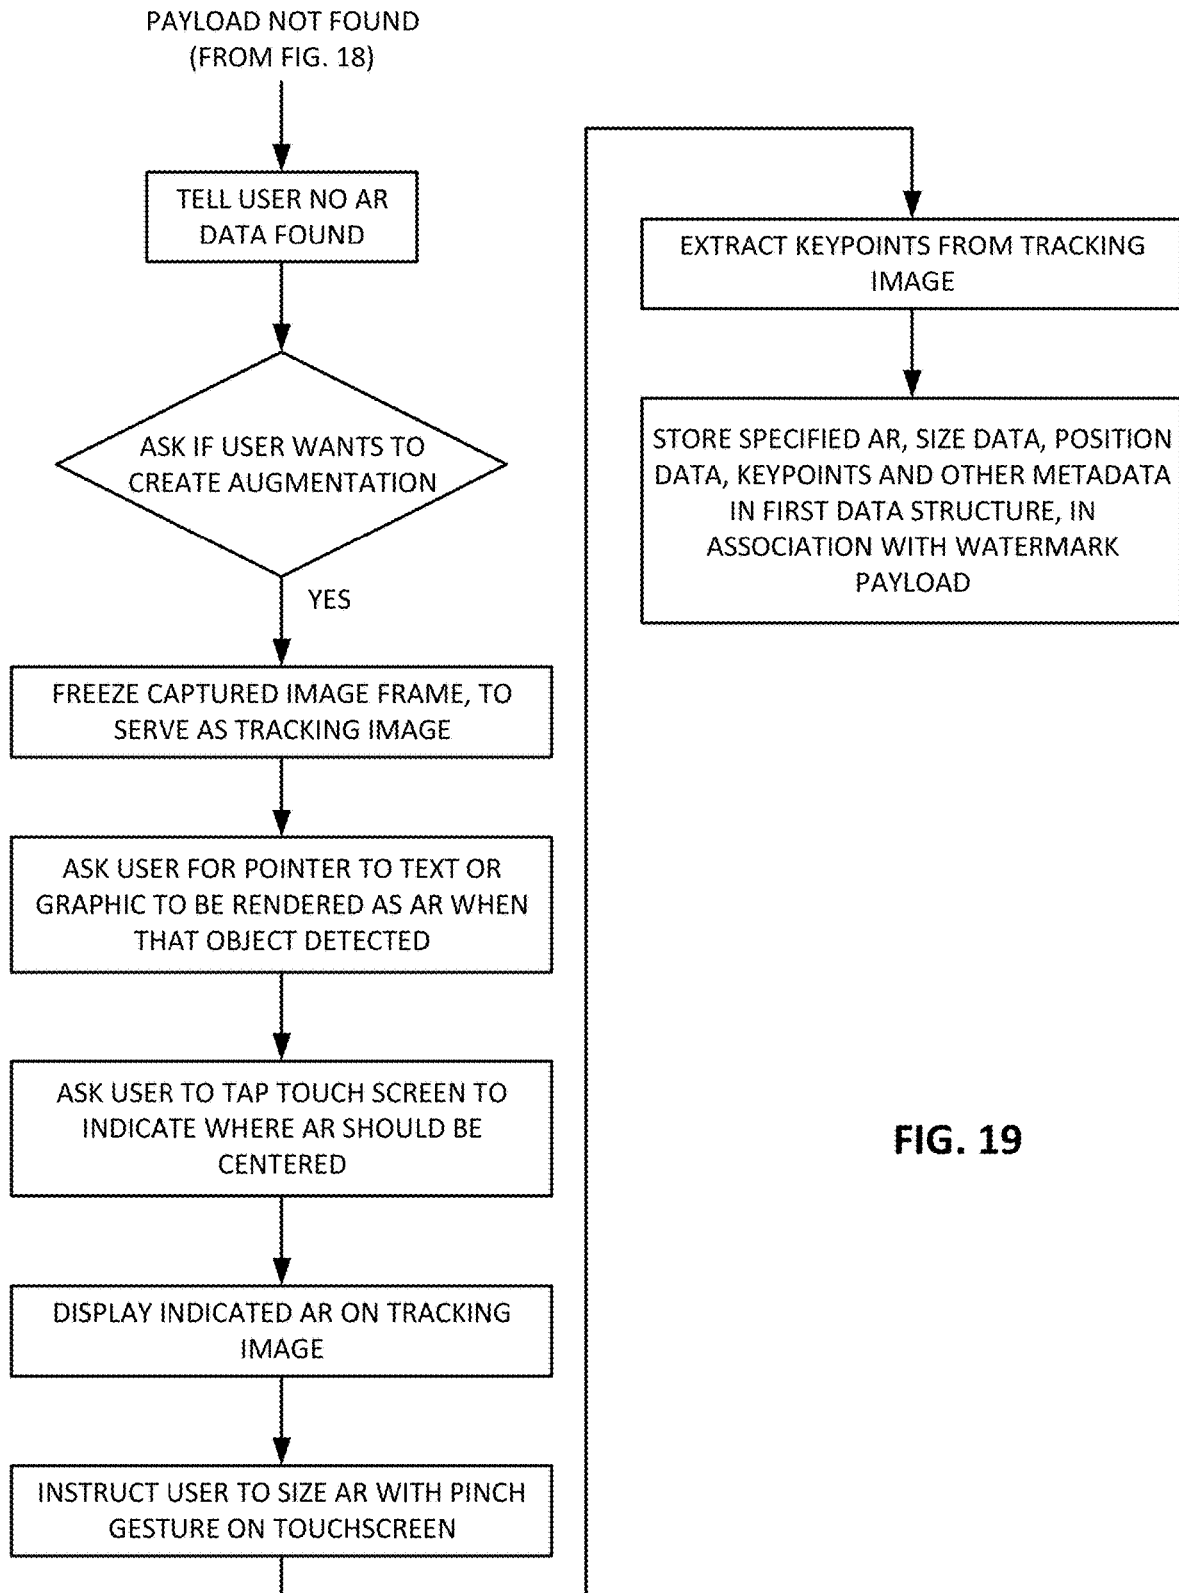 PAYLOAD NOT FOUND
(FROM FIG. 18)
TELL USER NO AR
DATA FOUND
ASK IF USER WANTS TO
CREATE AUGMENTATION
YES
FREEZE CAPTURED IMAGE FRAME, TO
SERVE AS TRACKING IMAGE
ASK USER FOR POINTER TO TEXT OR
GRAPHIC TO BE RENDERED AS AR WHEN
THAT OBJECT DETECTED
ASK USER TO TAP TOUCH SCREEN TO
INDICATE WHERE AR SHOULD BE
CENTERED
DISPLAY INDICATED AR ON TRACKING
IMAGE
INSTRUCT USER TO SIZE AR WITH PINCH
GESTURE ON TOUCHSCREEN
EXTRACT KEYPOINTS FROM TRACKING
IMAGE
STORE SPECIFIED AR, SIZE DATA, POSITION
DATA, KEYPOINTS AND OTHER METADATA
IN FIRST DATA STRUCTURE, IN
ASSOCIATION WITH WATERMARK
PAYLOAD
FIG. 19